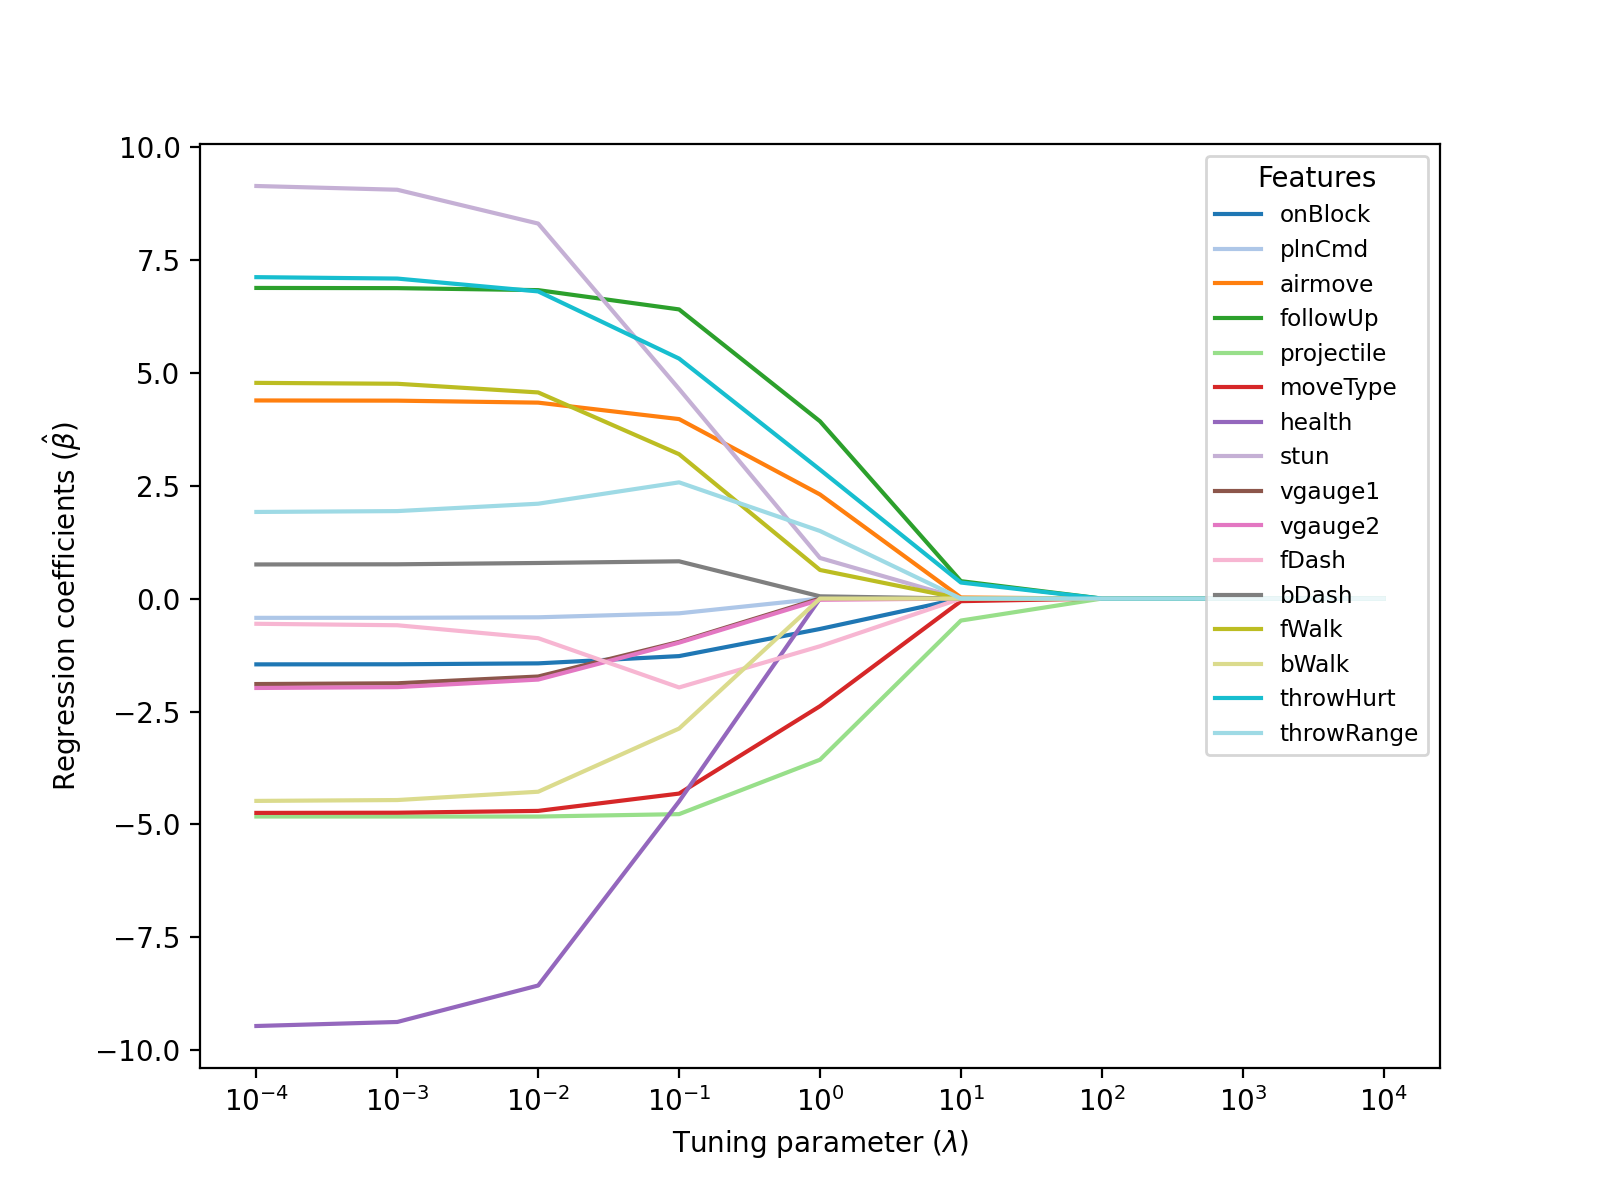 10.0
7.5
5.0
2.5
0.0
−2.5
−5.0
−7.5
−10.0
Regression coefficients (β̂)
Features
onBlock
plnCmd
airmove
followUp
projectile
moveType
health
stun
vgauge1
vgauge2
fDash
bDash
fWalk
bWalk
throwHurt
throwRange
10⁻⁴ 10⁻³ 10⁻² 10⁻¹ 10⁰ 10¹ 10² 10³ 10⁴
Tuning parameter (λ)